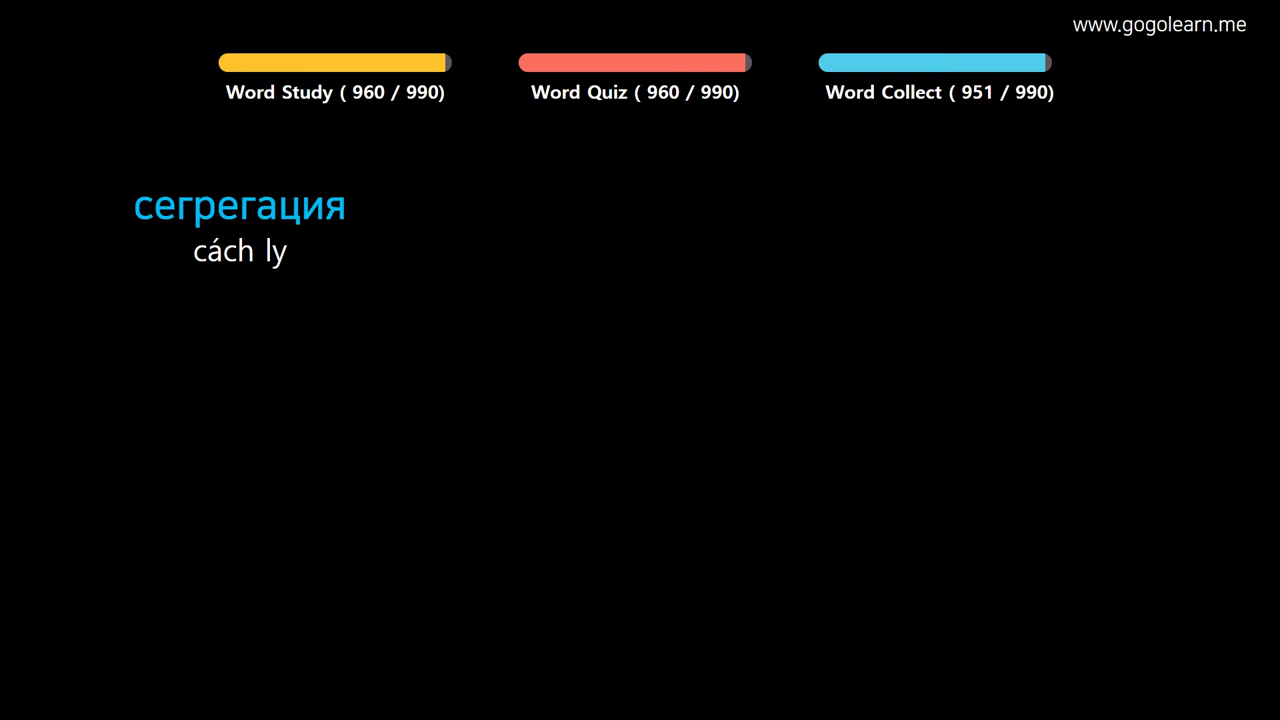 www.gogolearn.me
Word Study ( 960 / 990)
Word Quiz ( 960 / 990)
Word Collect ( 951 / 990)
сегрегация
cách ly